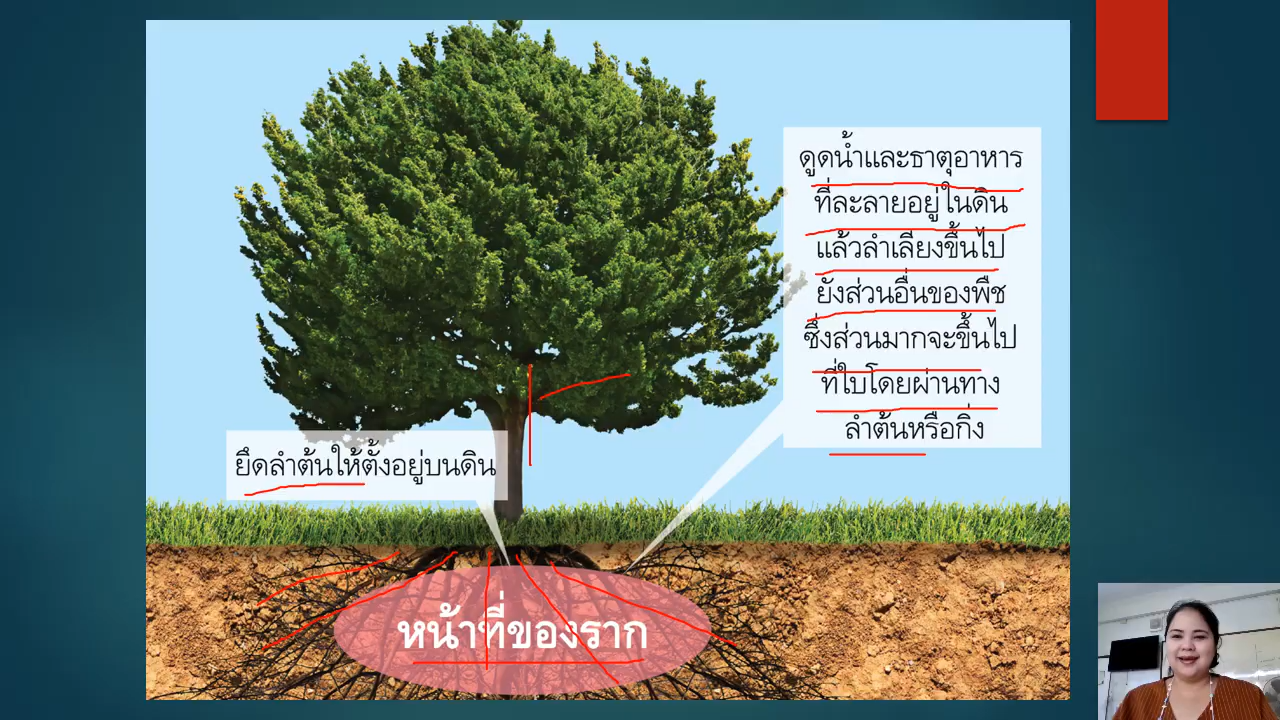 ดูดน้ำและธาตุอาหาร
ที่ละลายอยู่ในดิน
แล้วลำเลียงขึ้นไป
ยังส่วนอื่นของพืช
ซึ่งส่วนมากจะขึ้นไป
ที่ใบโดยผ่านทาง
ลำต้นหรือกิ่ง
ยึดลำต้นให้ตั้งอยู่บนดิน
หน้าที่ของราก